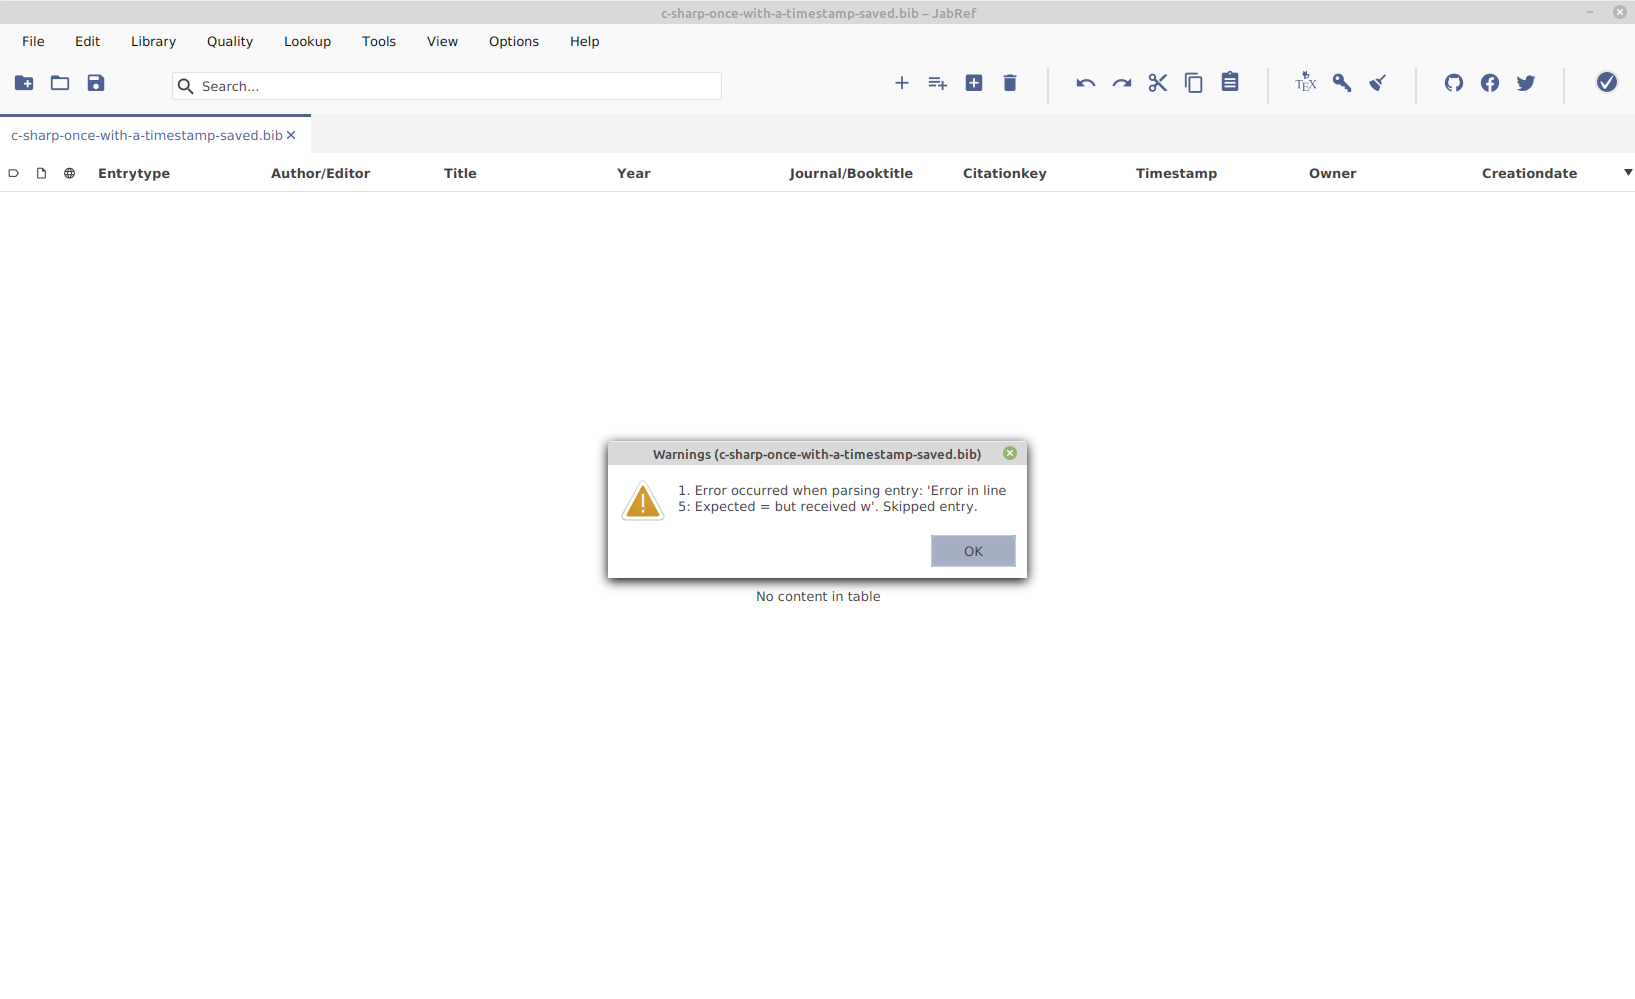 c-sharp-once-with-a-timestamp-saved.bib – JabRef
File Edit Library Quality Lookup Tools View Options Help
Search...
TEX
c-sharp-once-with-a-timestamp-saved.bib
Entrytype Author/Editor Title Year Journal/Booktitle Citationkey Timestamp Owner Creationdate
Warnings (c-sharp-once-with-a-timestamp-saved.bib)
1. Error occurred when parsing entry: 'Error in line
5: Expected = but received w'. Skipped entry.
OK
No content in table